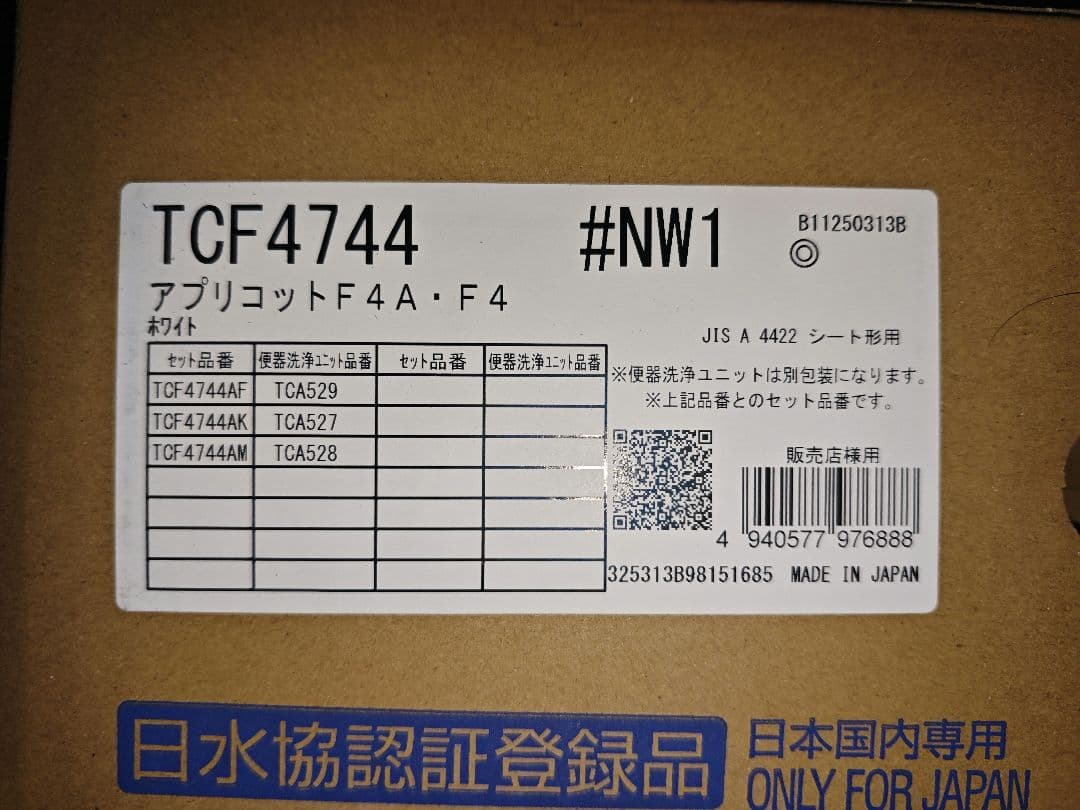 TCF4744 #NW1 B11250313B
◎
アプリコットF4A・F4
ホワイト
JIS A 4422 シート形用
セット品番 便器洗浄ユニット品番 セット品番 便器洗浄ユニット品番
TCF4744AF TCA529
TCF4744AK TCA527
TCF4744AM TCA528
※便器洗浄ユニットは別包装になります。
※上記品番とのセット品番です。
販売店様用
4 940577 976888
325313B98151685 MADE IN JAPAN
日水協認証登録品
日本国内専用
ONLY FOR JAPAN